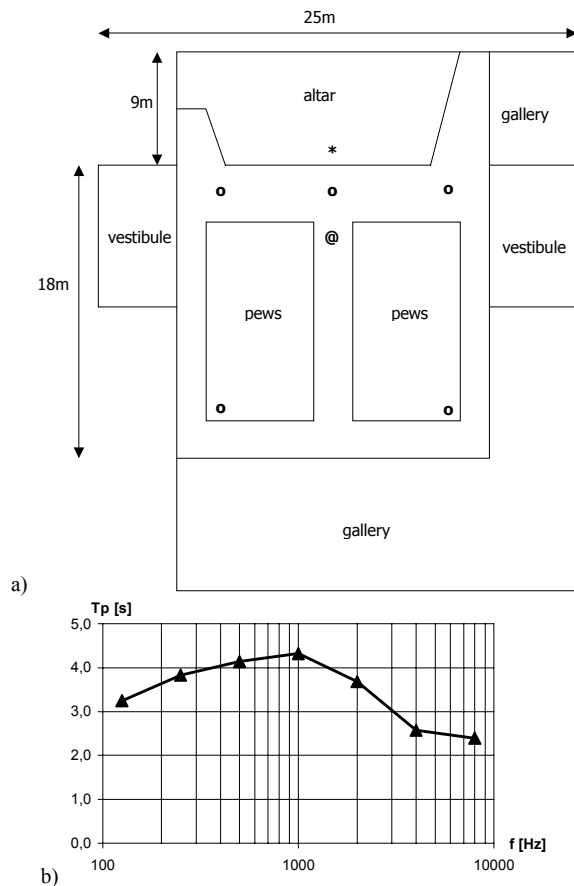 25m
9m
altar
gallery
*
o o o
vestibule
@
vestibule
18m
pews
pews
o o
gallery
a)
Tp [s]
5,0
4,0
3,0
2,0
1,0
0,0
100 1000 10000
f [Hz]
b)